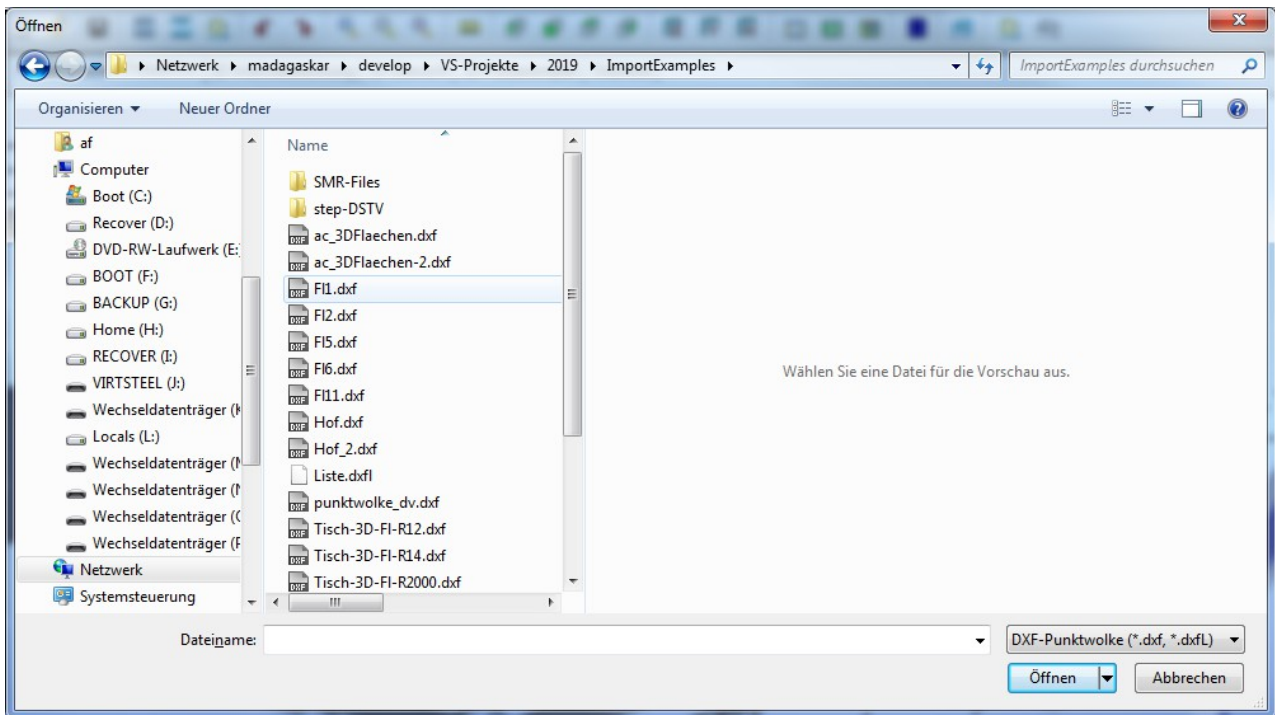 Öffnen
Netzwerk madagaskar develop VS-Projekte 2019 ImportExamples
ImportExamples durchsuchen
Organisieren
Neuer Ordner
af
Computer
Boot (C:)
Recover (D:)
DVD-RW-Laufwerk (E:
BOOT (F:)
BACKUP (G:)
Home (H:)
RECOVER (I:)
VIRTSTEEL (J:)
Wechseldatenträger (K
Locals (L:)
Wechseldatenträger (M
Wechseldatenträger (N
Wechseldatenträger (O
Wechseldatenträger (P
Netzwerk
Systemsteuerung
Name
SMR-Files
step-DSTV
ac_3DFlaechen.dxf
ac_3DFlaechen-2.dxf
Fl1.dxf
Fl2.dxf
Fl5.dxf
Fl6.dxf
Fl11.dxf
Hof.dxf
Hof_2.dxf
Liste.dxfl
punktwolke_dv.dxf
Tisch-3D-Fl-R12.dxf
Tisch-3D-Fl-R14.dxf
Tisch-3D-Fl-R2000.dxf
Wählen Sie eine Datei für die Vorschau aus.
Dateiname:
DXF-Punktwolke (*.dxf, *.dxfL)
Öffnen
Abbrechen